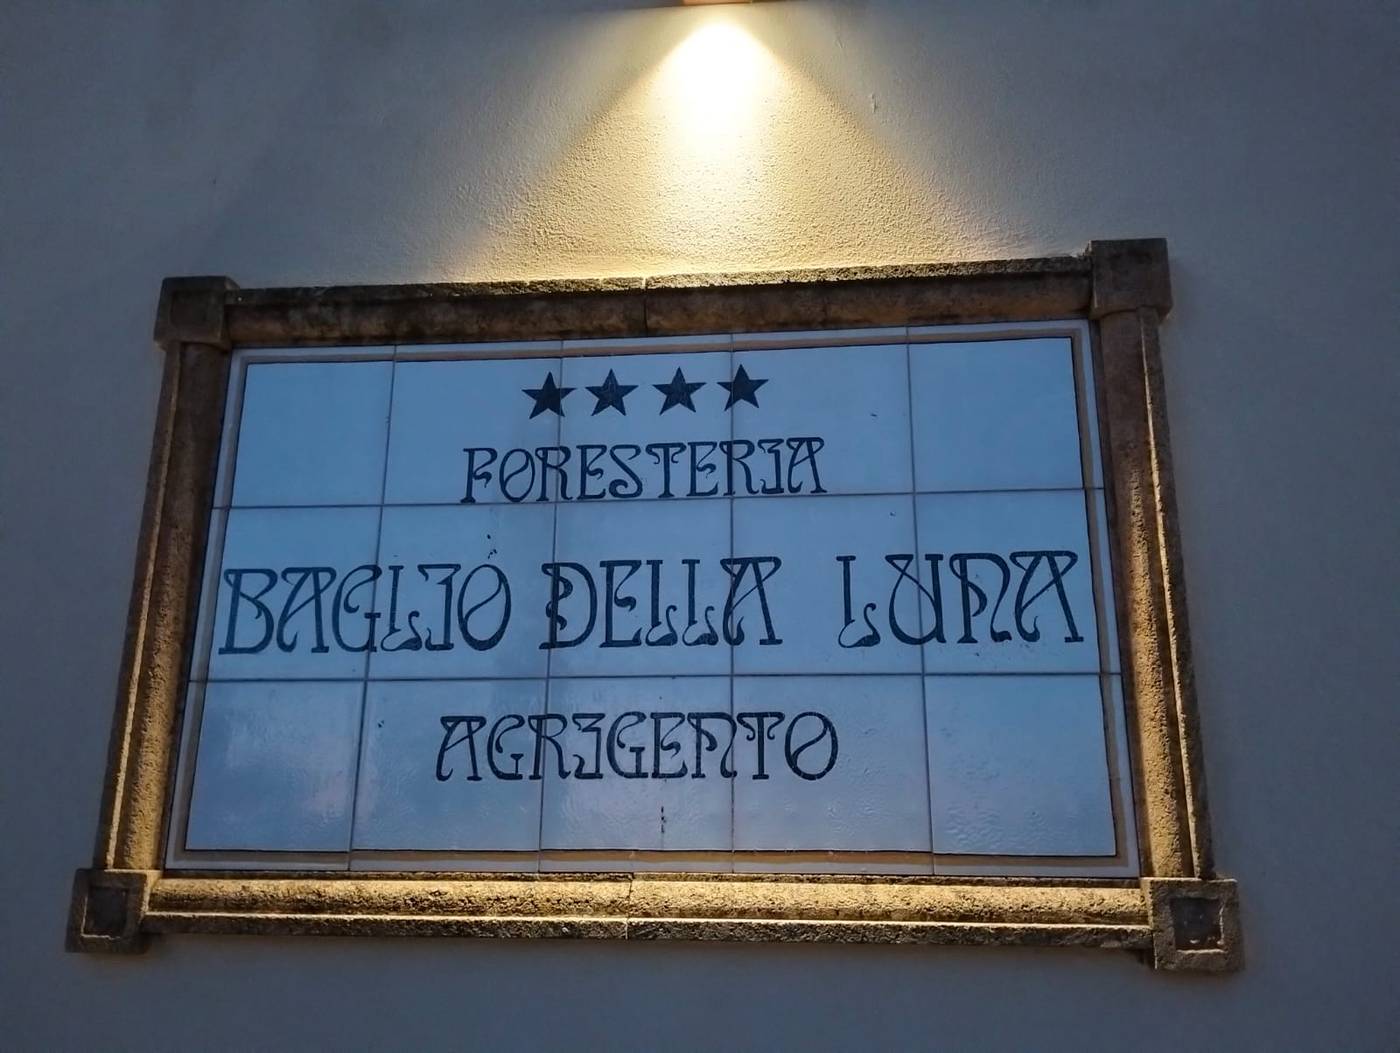 ★★★★
FORESTERIA
BAGLIO DELLA LUNA
AGRIGENTO